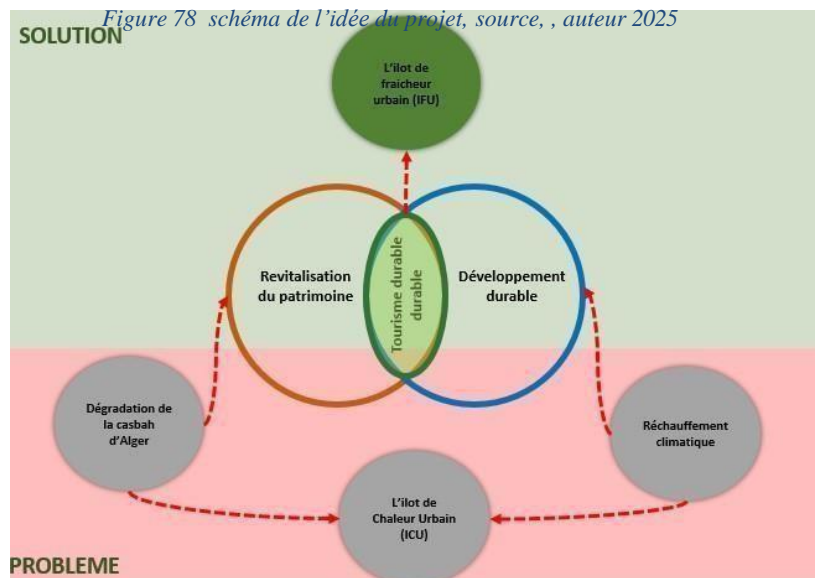 Figure 78 schéma de l'idée du projet, source, , auteur 2025
SOLUTION
L'ilot de
fraicheur
urbain (IFU)
Revitalisation
du patrimoine
Tourisme durable
durable
Développement
durable
Dégradation de
la casbah
d'Alger
Réchauffement
climatique
L'ilot de
Chaleur Urbain
(ICU)
PROBLEME